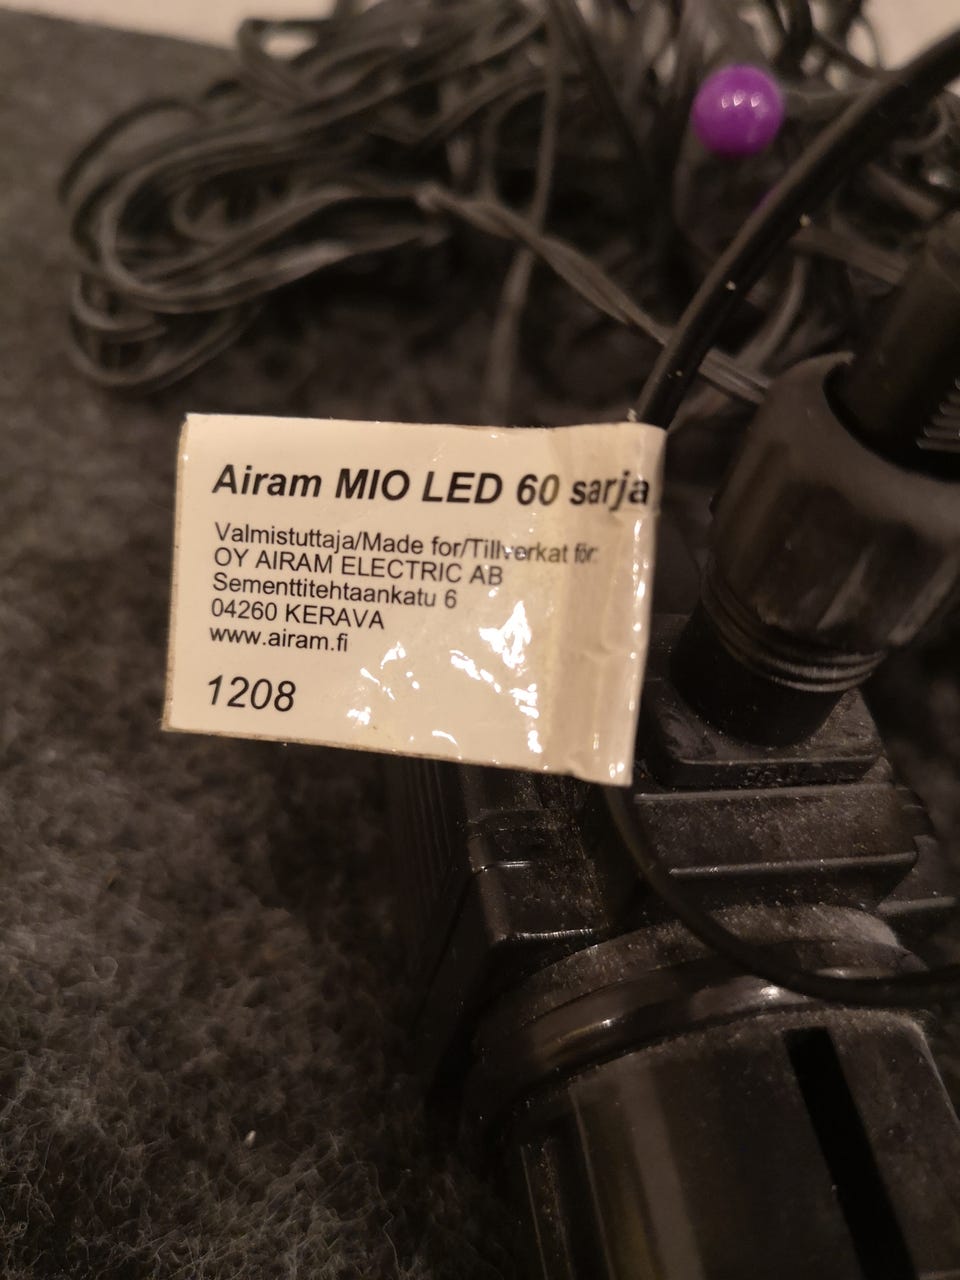 Airam MIO LED 60 sarja
Valmistuttaja/Made for/Tillverkat för:
OY AIRAM ELECTRIC AB
Sementtitehtaankatu 6
04260 KERAVA
www.airam.fi
1208